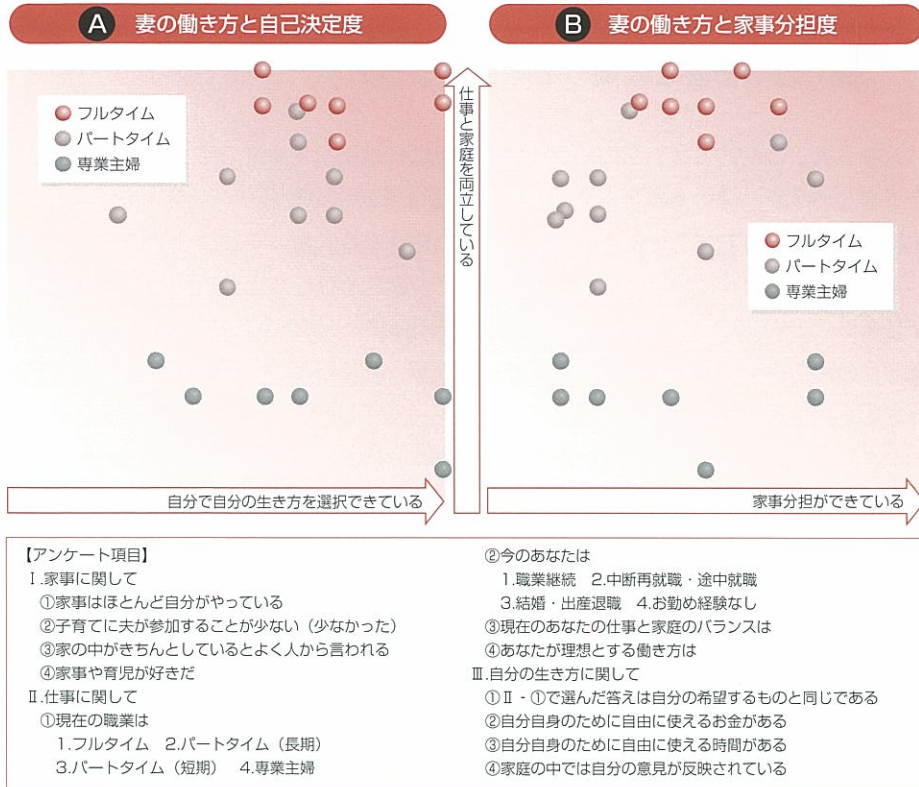 A 妻の働き方と自己決定度
フルタイム
パートタイム
専業主婦
自分で自分の生き方を選択できている
仕事と家庭を両立している
B 妻の働き方と家事分担度
フルタイム
パートタイム
専業主婦
家事分担ができている
【アンケート項目】
Ⅰ.家事に関して
①家事はほとんど自分がやっている
②子育てに夫が参加することが少ない（少なかった）
③家の中がきちんとしているとよく人から言われる
④家事や育児が好きだ
Ⅱ.仕事に関して
①現在の職業は
1.フルタイム 2.パートタイム（長期）
3.パートタイム（短期） 4.専業主婦
②今のあなたは
1.職業継続 2.中断再就職・途中就職
3.結婚・出産退職 4.お勤め経験なし
③現在のあなたの仕事と家庭のバランスは
④あなたが理想とする働き方は
Ⅲ.自分の生き方に関して
①Ⅱ - ①で選んだ答えは自分の希望するものと同じである
②自分自身のために自由に使えるお金がある
③自分自身のために自由に使える時間がある
④家庭の中では自分の意見が反映されている